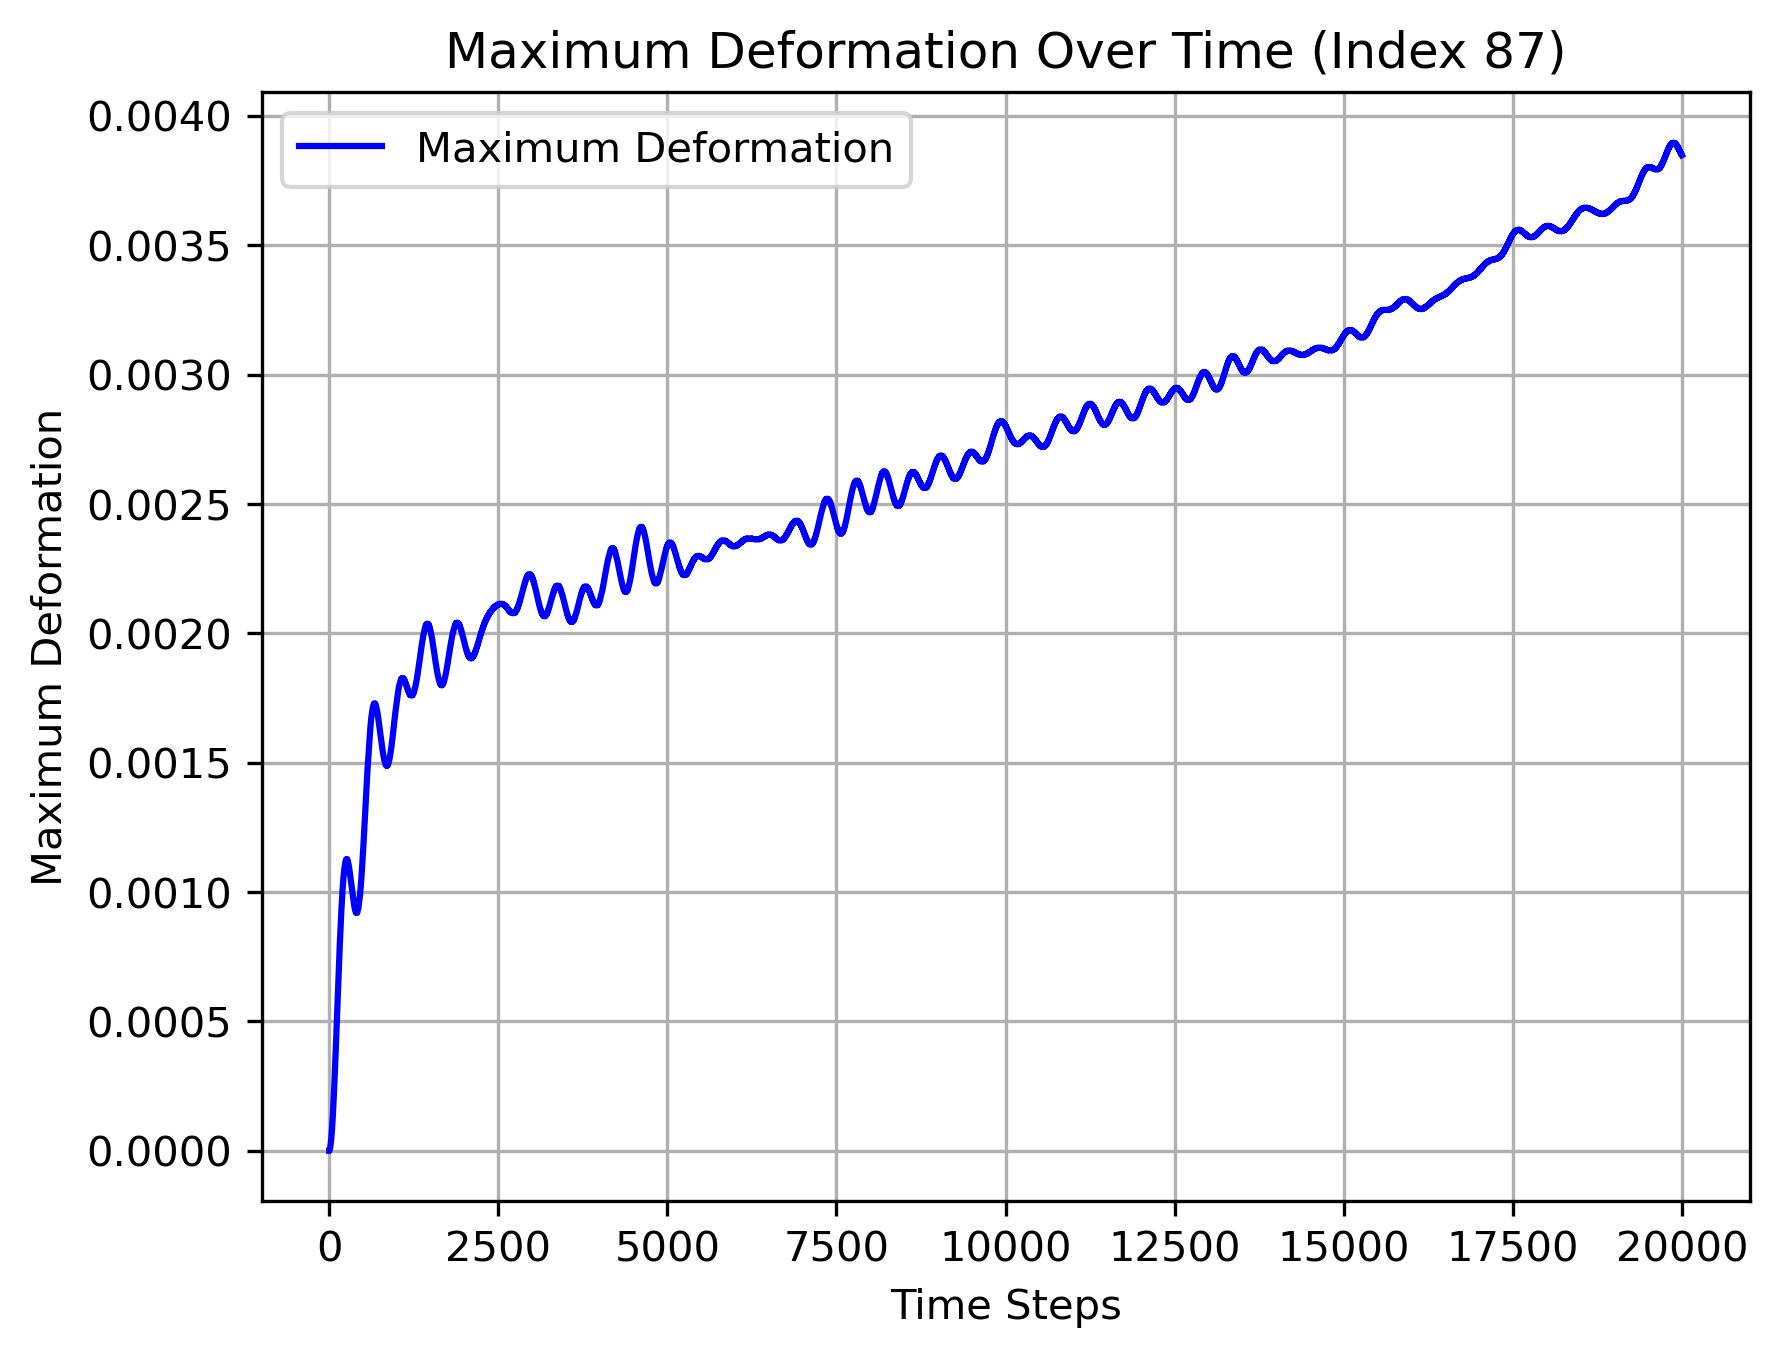 Maximum Deformation Over Time (Index 87)
Maximum Deformation
0.0040
0.0035
0.0030
0.0025
0.0020
0.0015
0.0010
0.0005
0.0000
Maximum Deformation
0 2500 5000 7500 10000 12500 15000 17500 20000
Time Steps